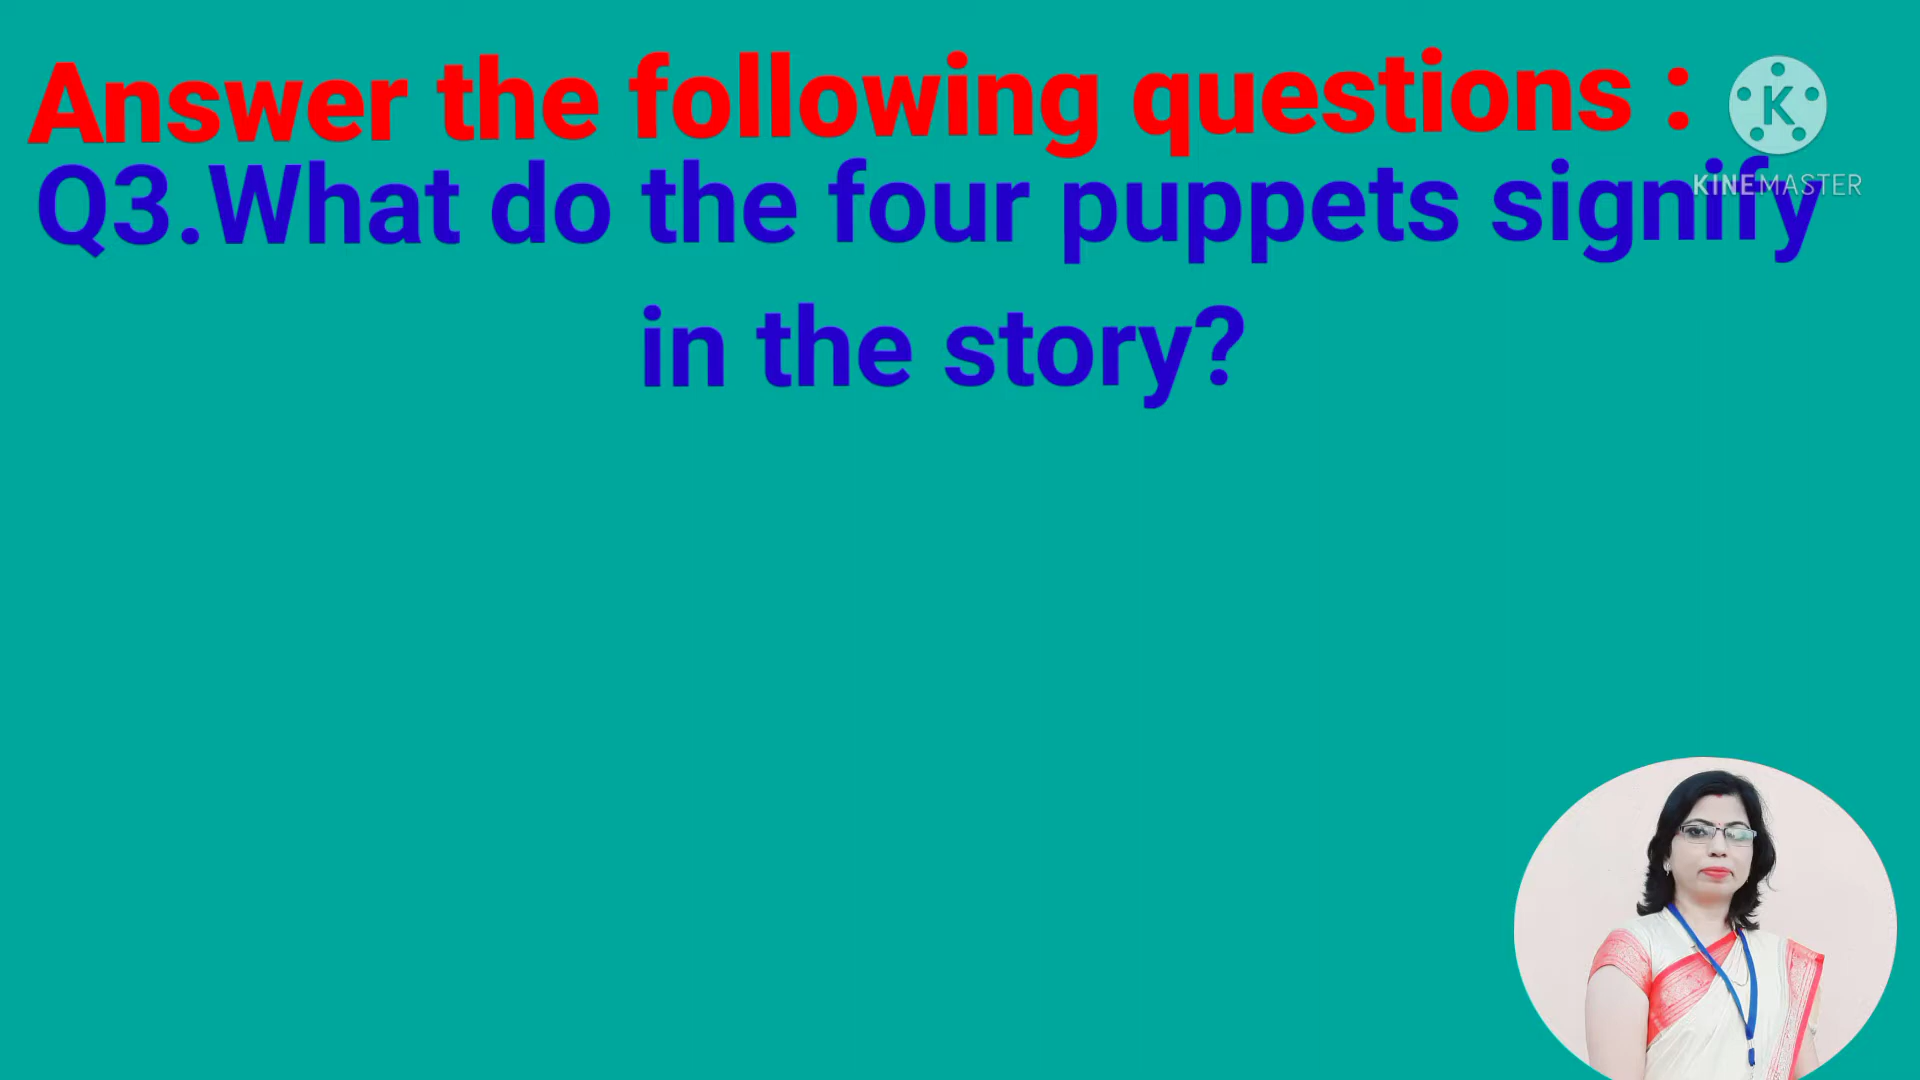 Answer the following questions :
K
KINEMASTER
Q3.What do the four puppets signify
in the story?